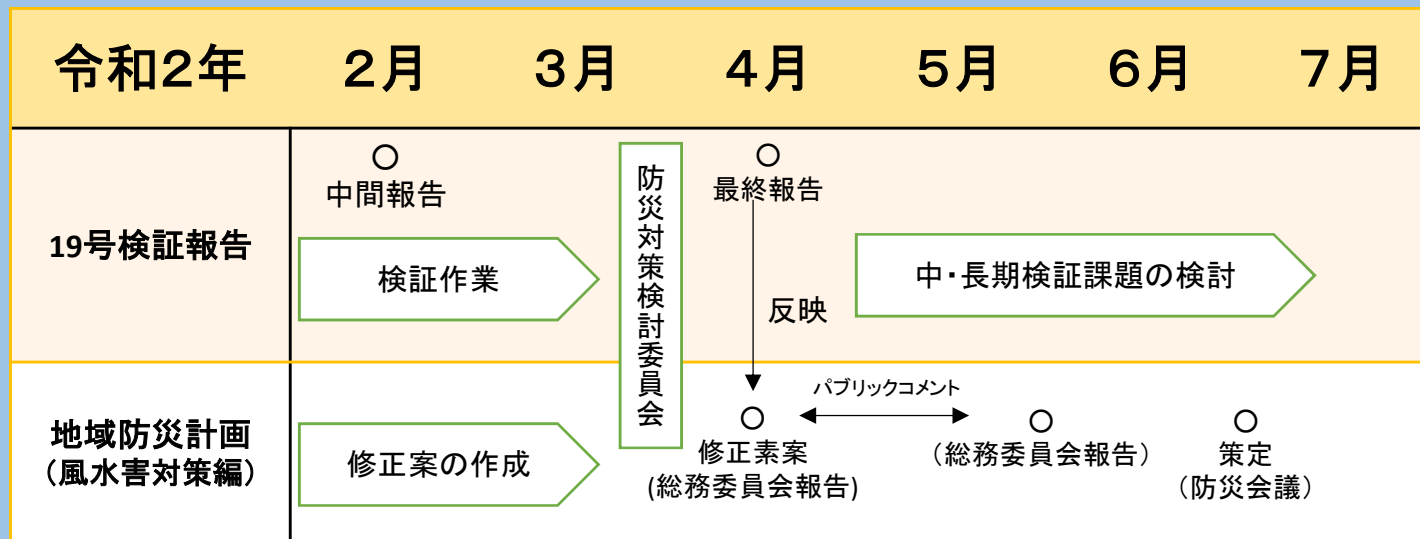 令和2年 2月 3月 4月 5月 6月 7月
19号検証報告
中間報告
検証作業
防災対策検討委員会
最終報告
反映
中・長期検証課題の検討
地域防災計画
（風水害対策編）
修正案の作成
修正素案
(総務委員会報告)
パブリックコメント
（総務委員会報告）
策定
（防災会議）